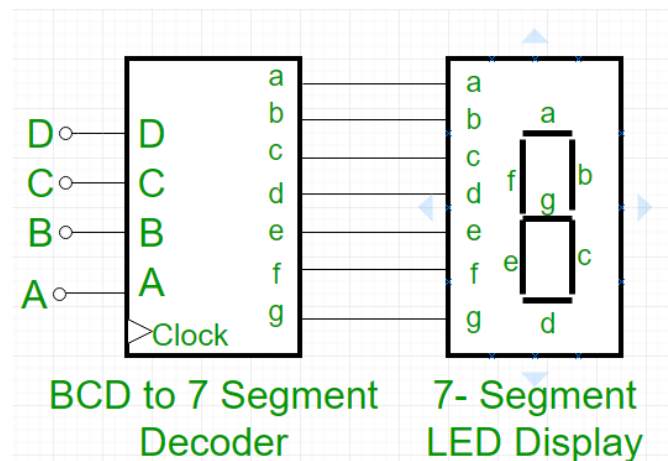 D D a a
C C b b
B B c c
A A d d
e e
f f
g g
Clock
a
f b
g
e c
d
BCD to 7 Segment
Decoder
7- Segment
LED Display